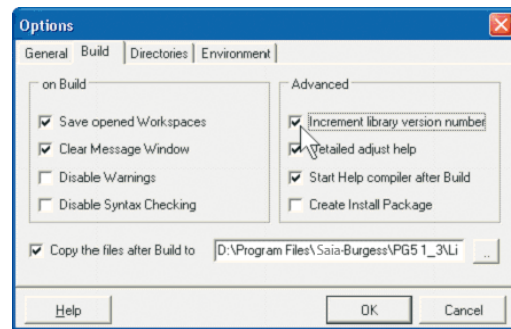 Options
General Build Directories Environment
on Build
Save opened Workspaces
Clear Message Window
Disable Warnings
Disable Syntax Checking
Advanced
Increment library version number
Detailed adjust help
Start Help compiler after Build
Create Install Package
Copy the files after Build to D:\Program Files\Saia-Burgess\PG5 1_3\Li ..
Help OK Cancel